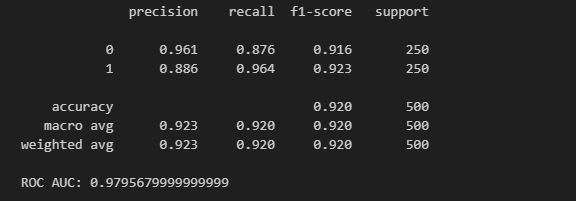 precision recall f1-score support
0 0.961 0.876 0.916 250
1 0.886 0.964 0.923 250
accuracy 0.920 500
macro avg 0.923 0.920 0.920 500
weighted avg 0.923 0.920 0.920 500
ROC AUC: 0.9795679999999999